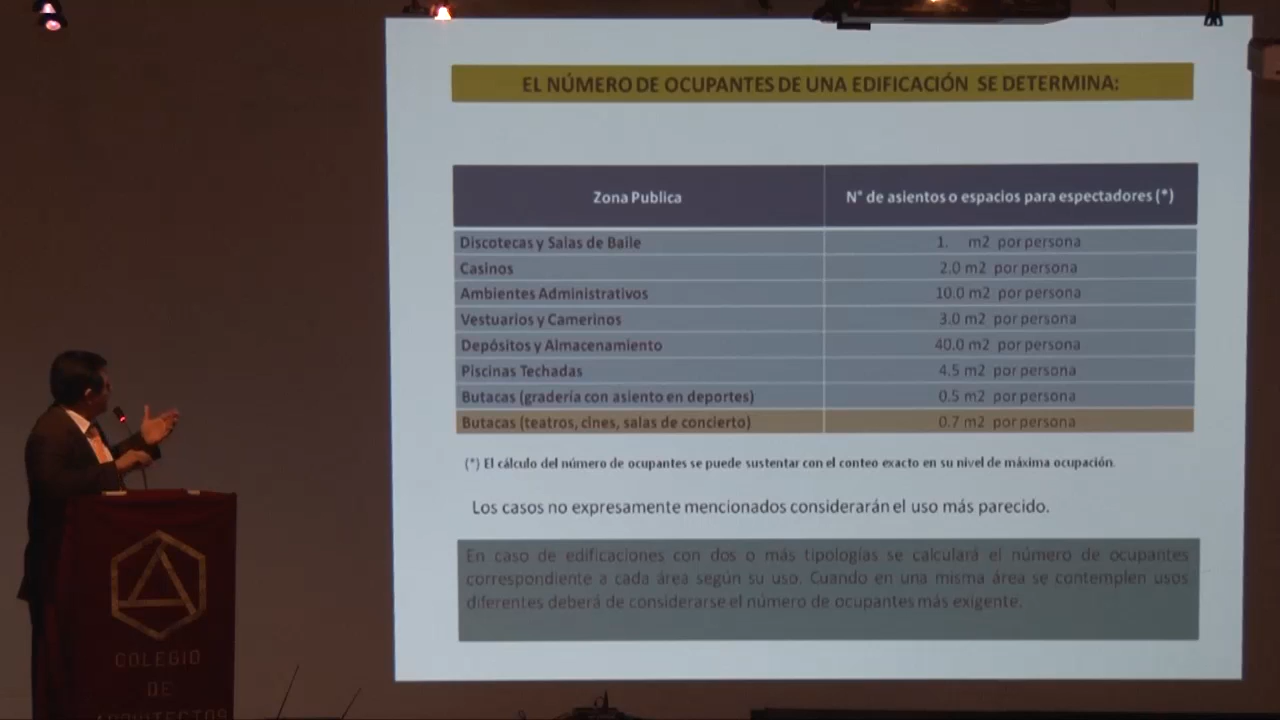 EL NÚMERO DE OCUPANTES DE UNA EDIFICACIÓN SE DETERMINA:
Zona Publica N° de asientos o espacios para espectadores (*)
Discotecas y Salas de Baile 1. m2 por persona
Casinos 2.0 m2 por persona
Ambientes Administrativos 10.0 m2 por persona
Vestuarios y Camerinos 3.0 m2 por persona
Depósitos y Almacenamiento 40.0 m2 por persona
Piscinas Techadas 4.5 m2 por persona
Butacas (gradería con asiento en deportes) 0.5 m2 por persona
Butacas (teatros, cines, salas de concierto) 0.7 m2 por persona
(*) El cálculo del número de ocupantes se puede sustentar con el conteo exacto en su nivel de máxima ocupación.
Los casos no expresamente mencionados considerarán el uso más parecido.
En caso de edificaciones con dos o más tipologías se calculará el número de ocupantes
correspondiente a cada área según su uso. Cuando en una misma área se contemplen usos
diferentes deberá de considerarse el número de ocupantes más exigente.
COLEGIO
DE
ARQUITECTOS